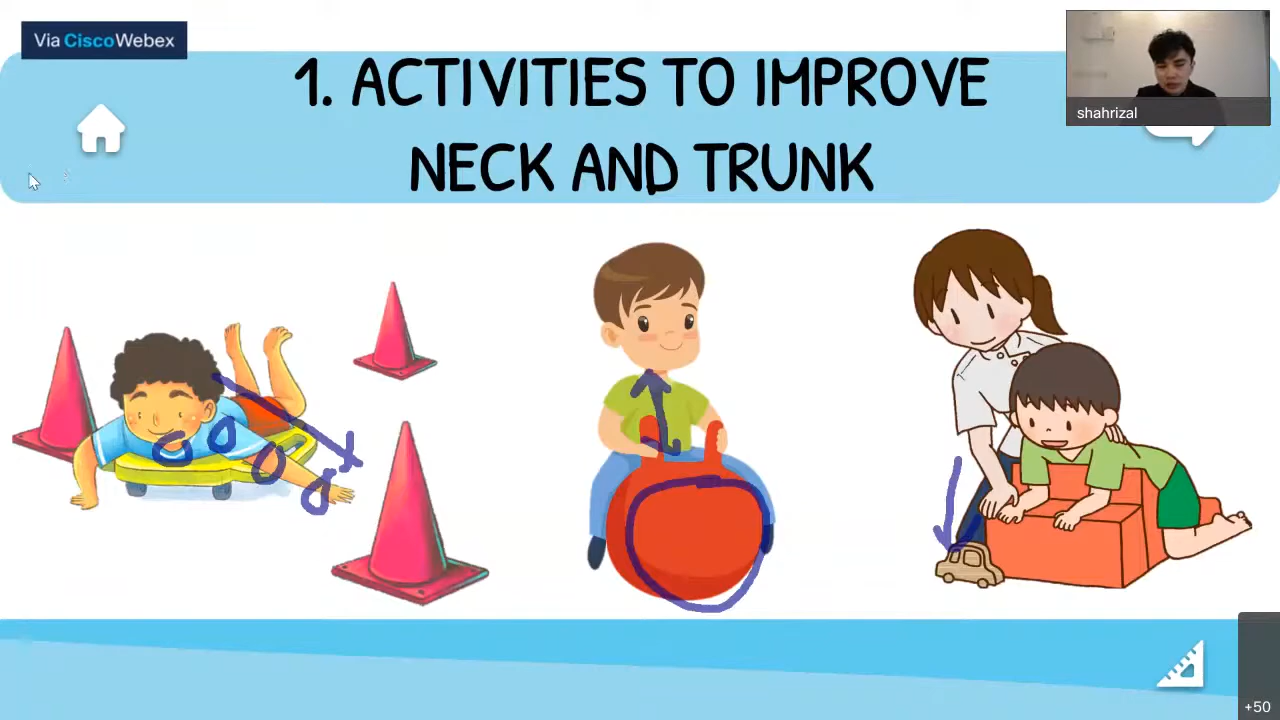 Via CiscoWebex
1. ACTIVITIES TO IMPROVE
NECK AND TRUNK
shahrizal
+50